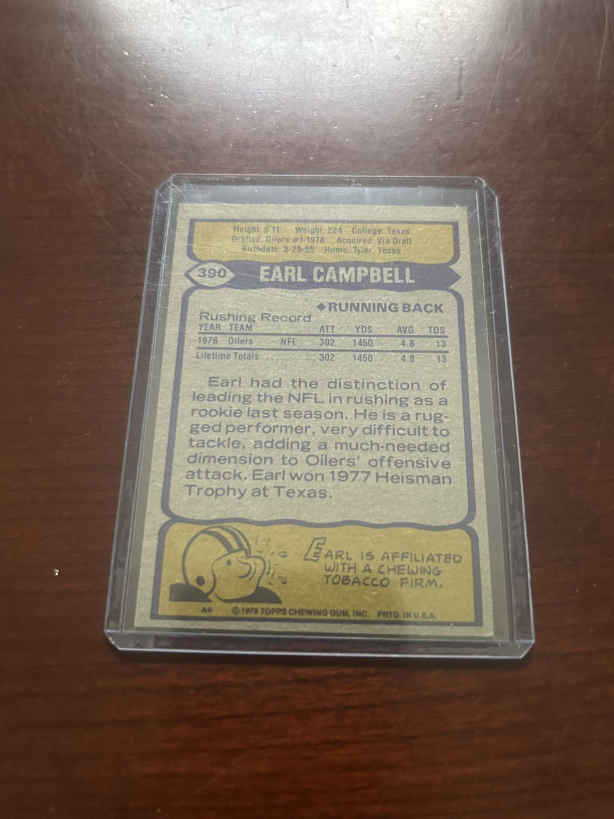 Height: 5'11 Weight: 224 College: Texas
Drafted: Oilers #1-1978 Acquired: Via Draft
Birthdate: 3-29-55 Home: Tyler, Texas
390 EARL CAMPBELL
◆RUNNING BACK
Rushing Record
YEAR TEAM ATT YDS AVG TDS
1978 Oilers NFL 302 1450 4.8 13
Lifetime Totals . . . 302 1450 4.8 13
Earl had the distinction of
leading the NFL in rushing as a
rookie last season. He is a rug-
ged performer, very difficult to
tackle, adding a much-needed
dimension to Oilers' offensive
attack. Earl won 1977 Heisman
Trophy at Texas.
EARL IS AFFILIATED
WITH A CHEWING
TOBACCO FIRM.
© 1979 TOPPS CHEWING GUM, INC. PRTD. IN U.S.A.